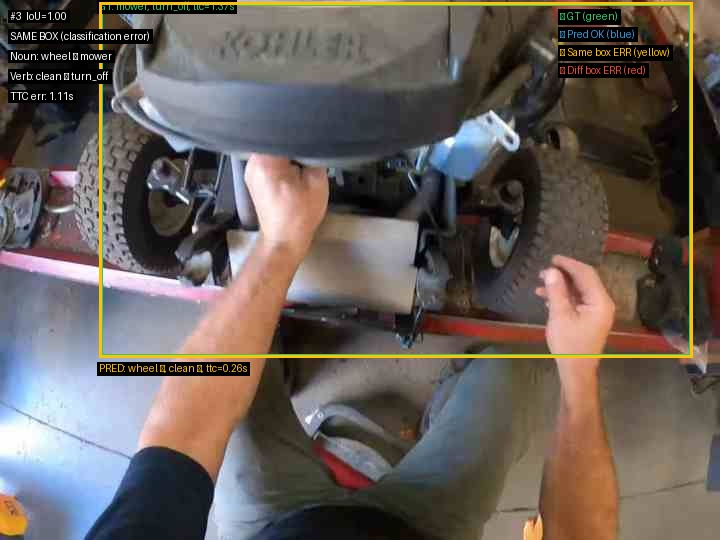 GT: mower, turn_off, ttc=1.37s
#3 IoU=1.00
GT (green)
SAME BOX (classification error)
Pred OK (blue)
Noun: wheel mower
Same box ERR (yellow)
Verb: clean turn_off
Diff box ERR (red)
TTC err: 1.11s
KOHLER
PRED: wheel , clean , ttc=0.26s